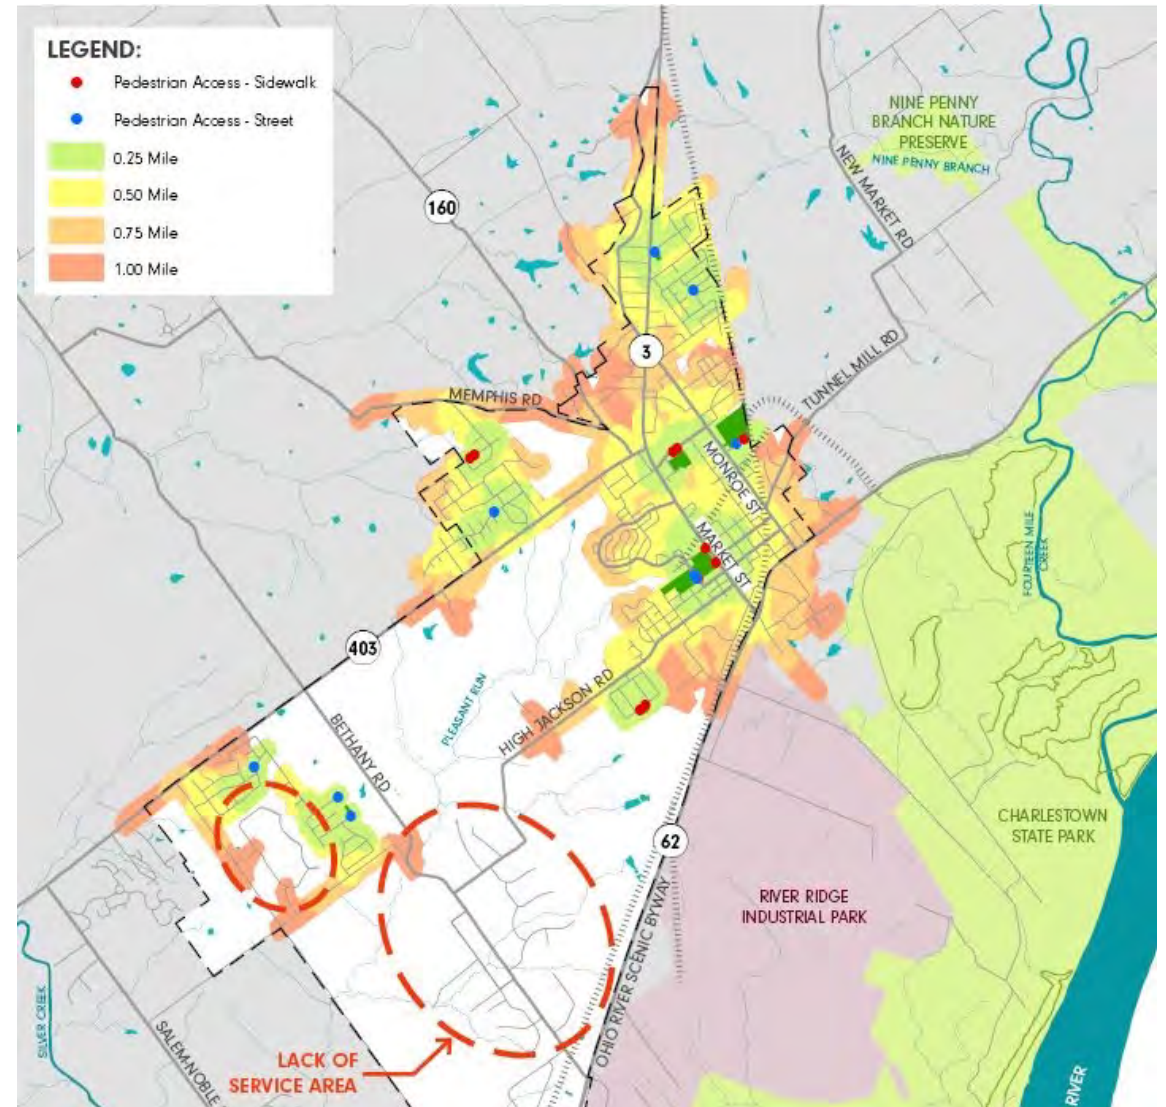 LEGEND:
Pedestrian Access - Sidewalk
Pedestrian Access - Street
0.25 Mile
0.50 Mile
0.75 Mile
1.00 Mile
NINE PENNY
BRANCH NATURE
PRESERVE
NINE PENNY BRANCH
NEW MARKET RD
160
3
TUNNEL MILL RD
MEMPHIS RD
MONROE ST
MARKET ST
FOURTEEN MILE
CREEK
403
PLEASANT RUN
HIGH JACKSON RD
BETHANY RD
CHARLESTOWN
STATE PARK
62
RIVER RIDGE
INDUSTRIAL PARK
OHIO RIVER SCENIC BYWAY
SILVER CREEK
SALEM-NOBLE
LACK OF
SERVICE AREA
RIVER